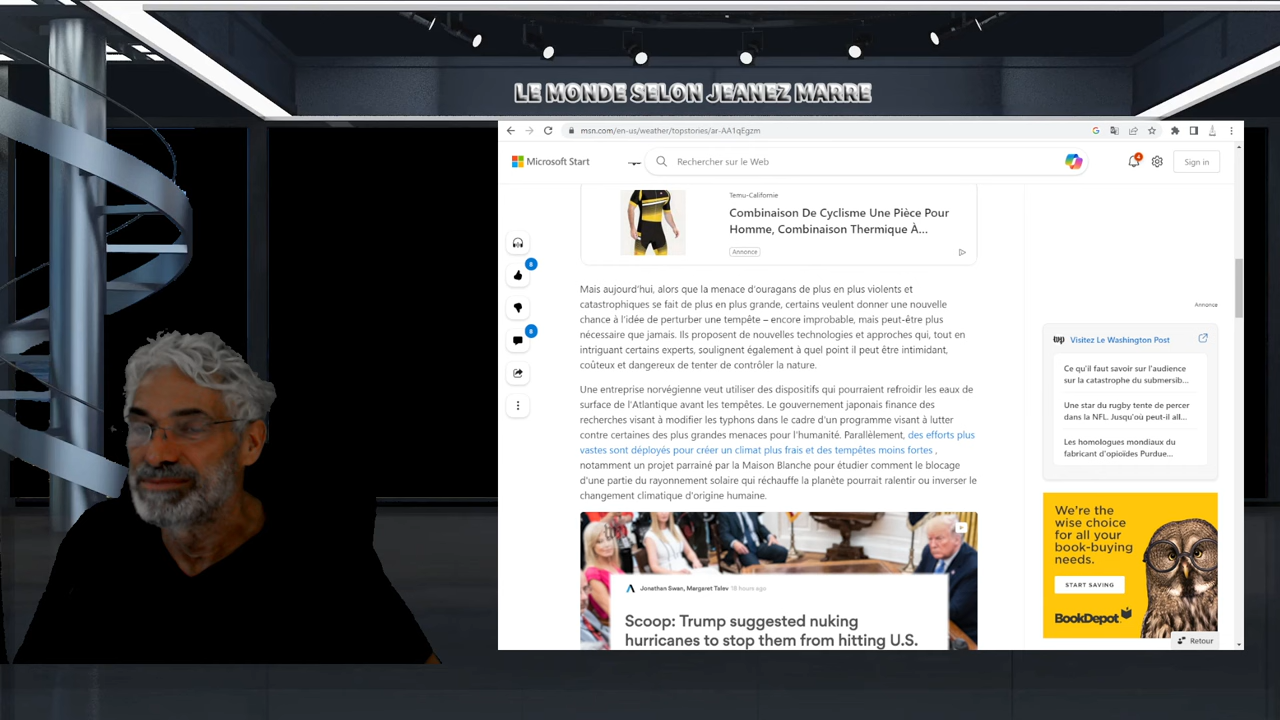 LE MONDE SELON JEANEZ MARRE
msn.com/en-us/weather/topstories/ar-AA1qEgzm
Microsoft Start
Rechercher sur le Web
4
Sign in
Temu-Californie
Combinaison De Cyclisme Une Pièce Pour
Homme, Combinaison Thermique À...
Annonce
8
8
Mais aujourd'hui, alors que la menace d'ouragans de plus en plus violents et
catastrophiques se fait de plus en plus grande, certains veulent donner une nouvelle
chance à l'idée de perturber une tempête – encore improbable, mais peut-être plus
nécessaire que jamais. Ils proposent de nouvelles technologies et approches qui, tout en
intriguant certains experts, soulignent également à quel point il peut être intimidant,
coûteux et dangereux de tenter de contrôler la nature.
Une entreprise norvégienne veut utiliser des dispositifs qui pourraient refroidir les eaux de
surface de l'Atlantique avant les tempêtes. Le gouvernement japonais finance des
recherches visant à modifier les typhons dans le cadre d'un programme visant à lutter
contre certaines des plus grandes menaces pour l'humanité. Parallèlement, des efforts plus
vastes sont déployés pour créer un climat plus frais et des tempêtes moins fortes ,
notamment un projet parrainé par la Maison Blanche pour étudier comment le blocage
d'une partie du rayonnement solaire qui réchauffe la planète pourrait ralentir ou inverser le
changement climatique d'origine humaine.
Jonathan Swan, Margaret Talev 18 hours ago
Scoop: Trump suggested nuking
hurricanes to stop them from hitting U.S.
Annonce
wp Visitez Le Washington Post
Ce qu'il faut savoir sur l'audience
sur la catastrophe du submersib...
Une star du rugby tente de percer
dans la NFL. Jusqu'où peut-il all...
Les homologues mondiaux du
fabricant d'opioïdes Purdue...
We're the
wise choice
for all your
book-buying
needs.
START SAVING
BookDepot
Retour